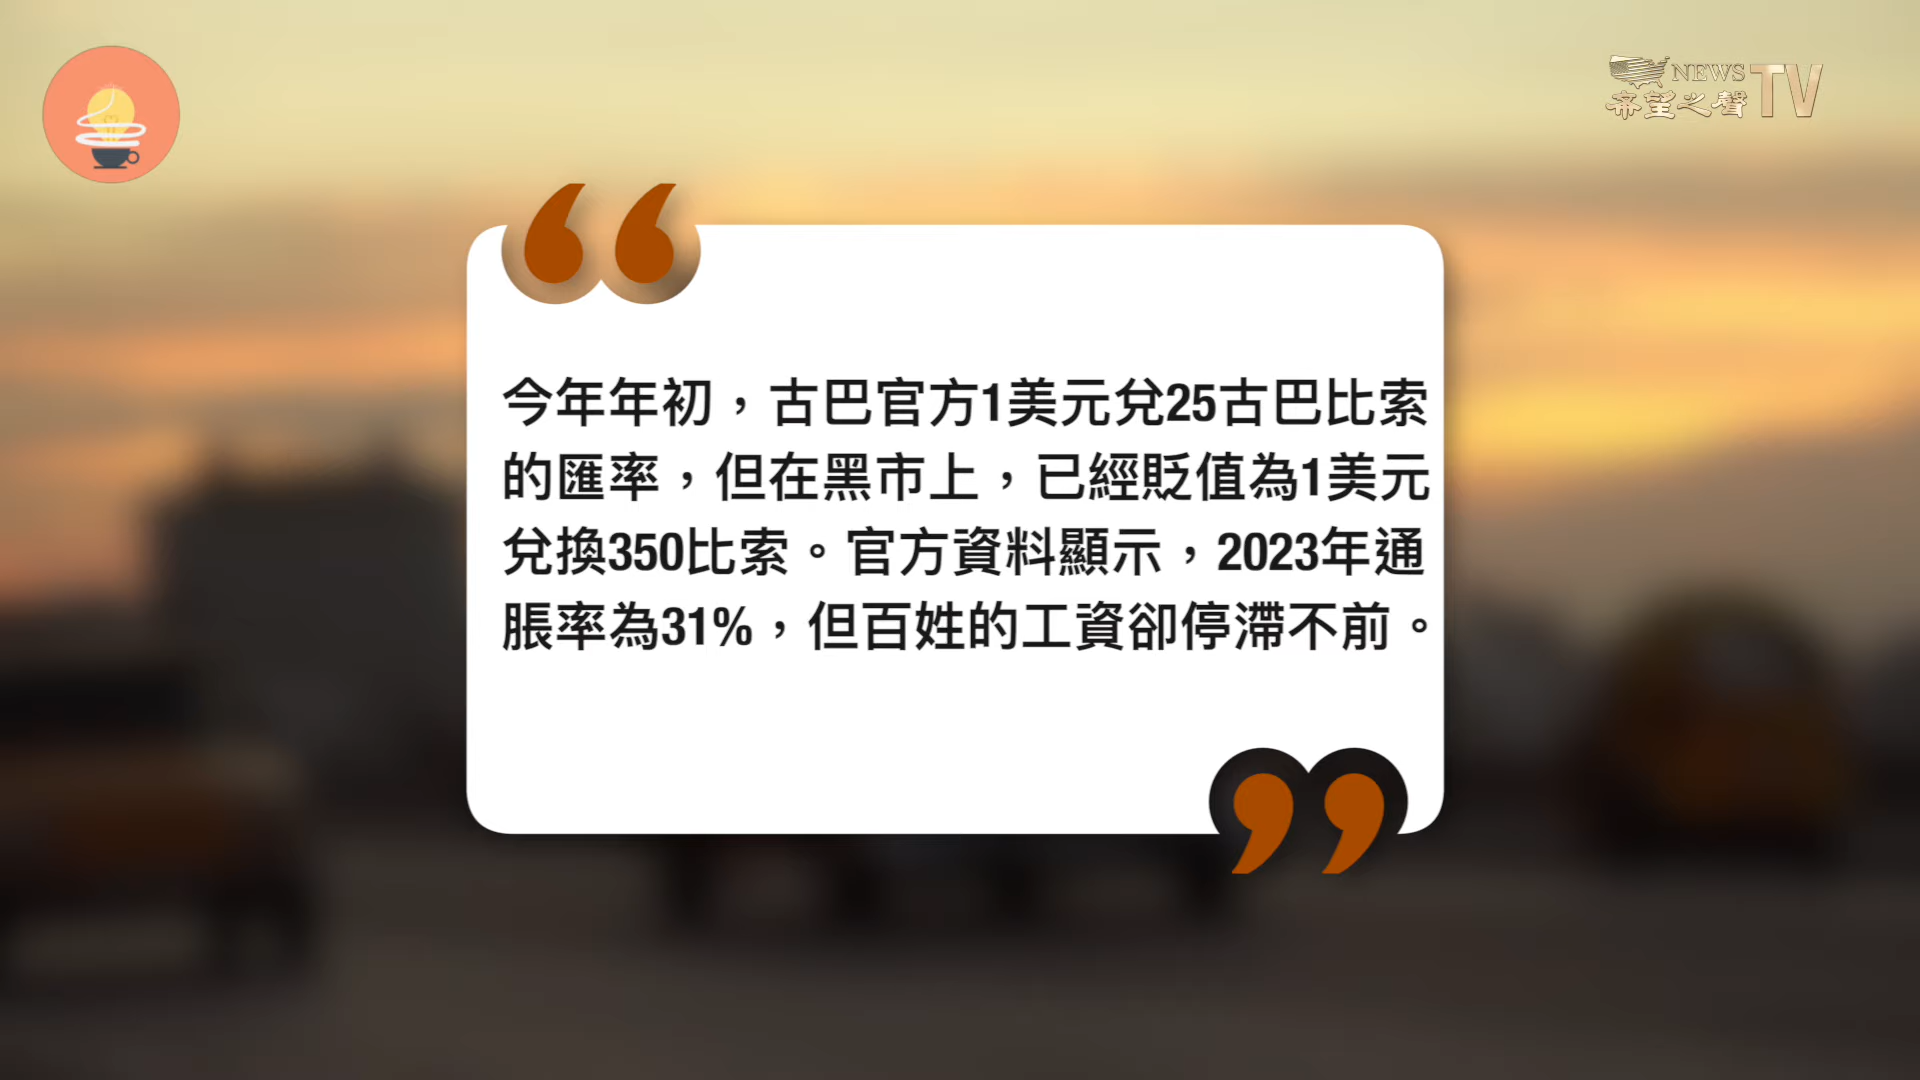 NEWS
希望之聲TV
今年年初，古巴官方1美元兌25古巴比索
的匯率，但在黑市上，已經貶值為1美元
兌換350比索。官方資料顯示，2023年通
脹率為31%，但百姓的工資卻停滯不前。